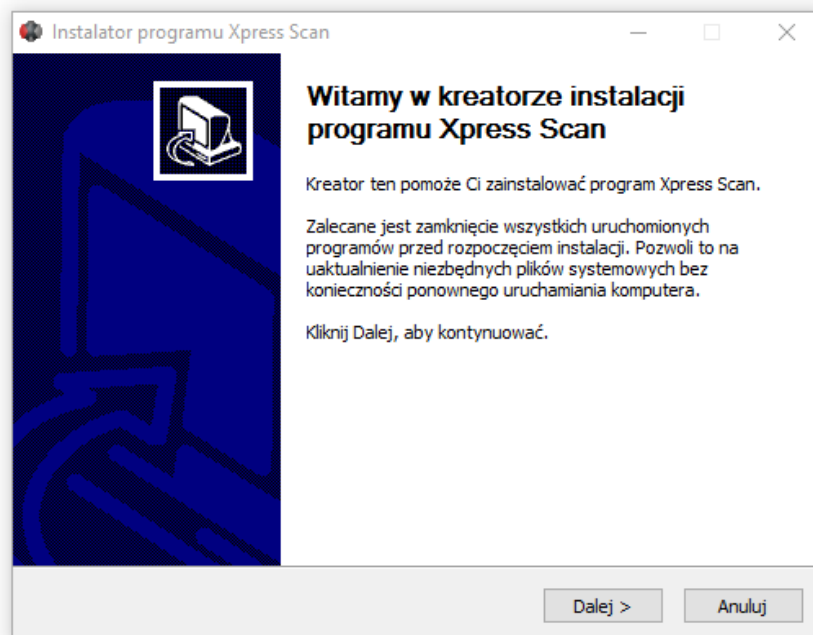 Instalator programu Xpress Scan
Witamy w kreatorze instalacji
programu Xpress Scan
Kreator ten pomoże Ci zainstalować program Xpress Scan.
Zalecane jest zamknięcie wszystkich uruchomionych
programów przed rozpoczęciem instalacji. Pozwoli to na
uaktualnienie niezbędnych plików systemowych bez
konieczności ponownego uruchamiania komputera.
Kliknij Dalej, aby kontynuować.
Dalej >
Anuluj